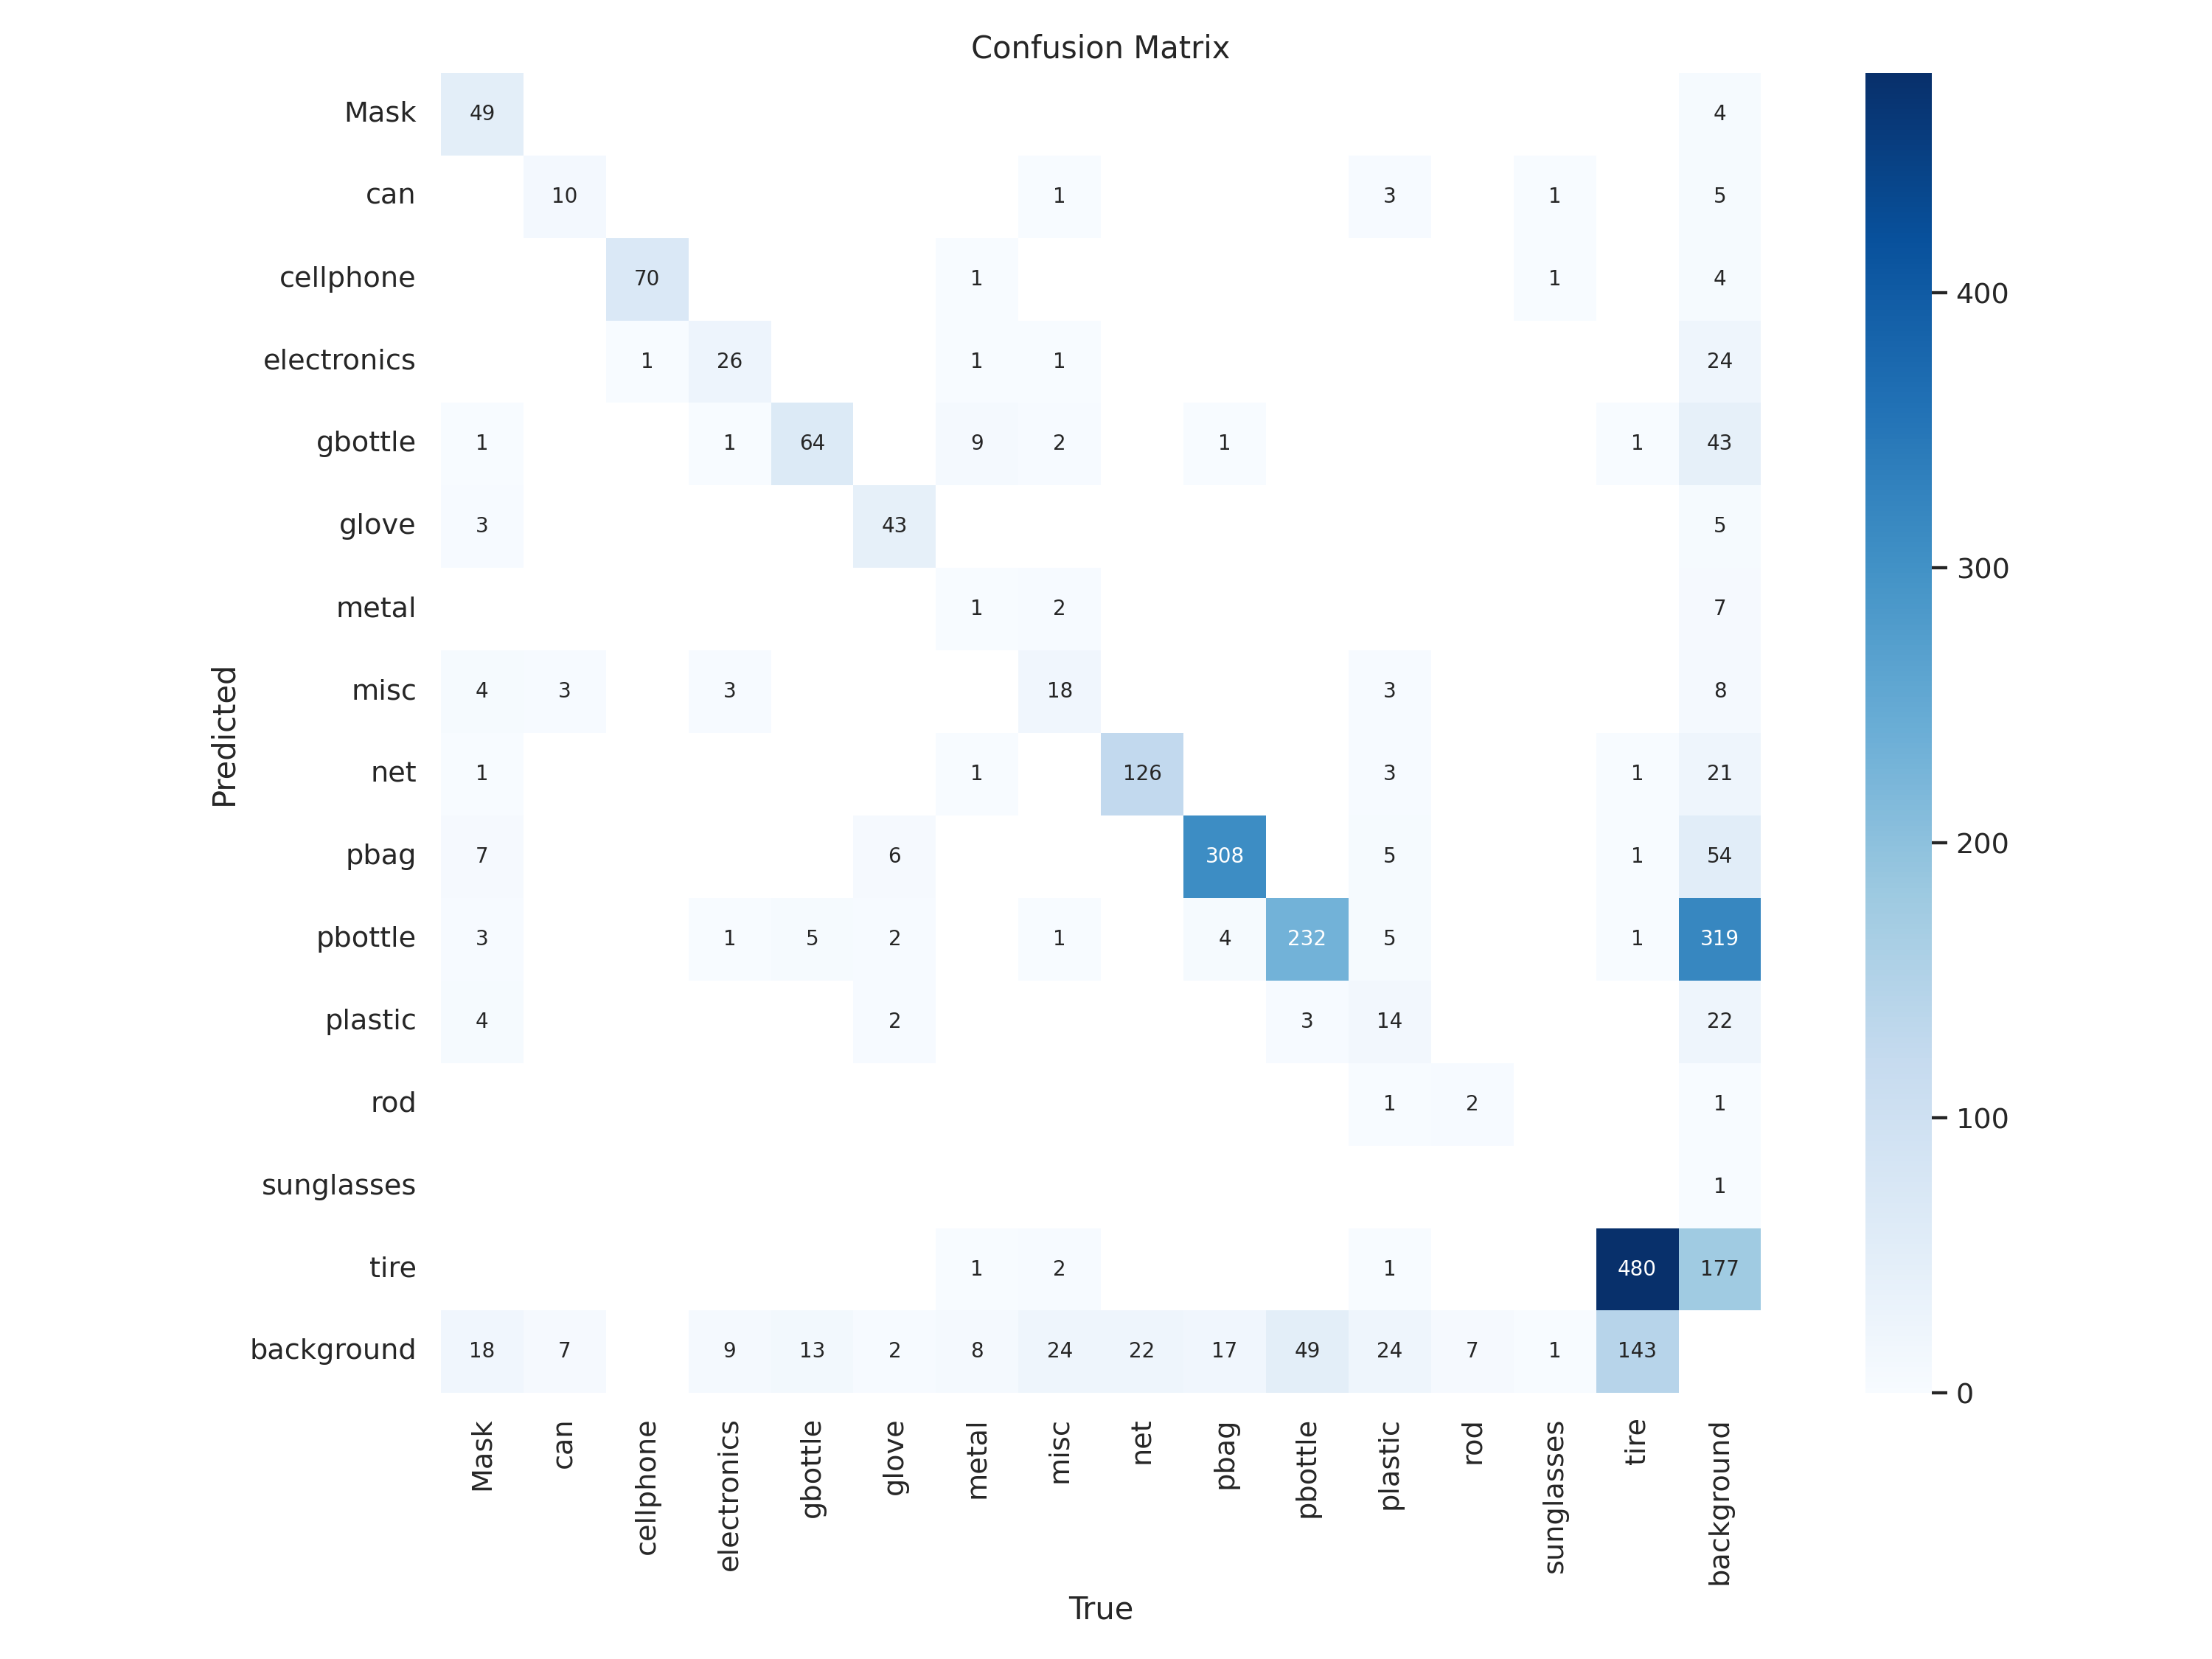 Confusion Matrix
Mask 49 4
can 10 1 3 1 5
cellphone 70 1 1 4
electronics 1 26 1 1 24
gbottle 1 1 64 9 2 1 1 43
glove 3 43 5
metal 1 2 7
misc 4 3 3 18 3 8
net 1 1 126 3 1 21
pbag 7 6 308 5 1 54
pbottle 3 1 5 2 1 4 232 5 1 319
plastic 4 2 3 14 22
rod 1 2 1
sunglasses 1
tire 1 2 1 480 177
background 18 7 9 13 2 8 24 22 17 49 24 7 1 143
Mask can cellphone electronics gbottle glove metal misc net pbag pbottle plastic rod sunglasses tire background
True
Predicted
400
300
200
100
0